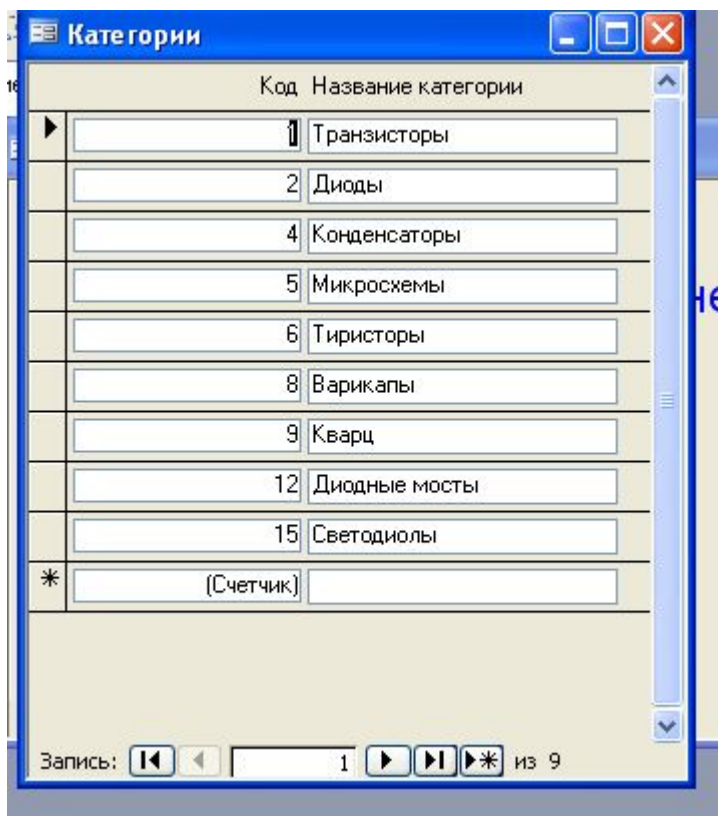 Категории
Код Название категории
1 Транзисторы
2 Диоды
4 Конденсаторы
5 Микросхемы
6 Тиристоры
8 Варикапы
9 Кварц
12 Диодные мосты
15 Светодиолы
(Счетчик)
Запись: 1 из 9